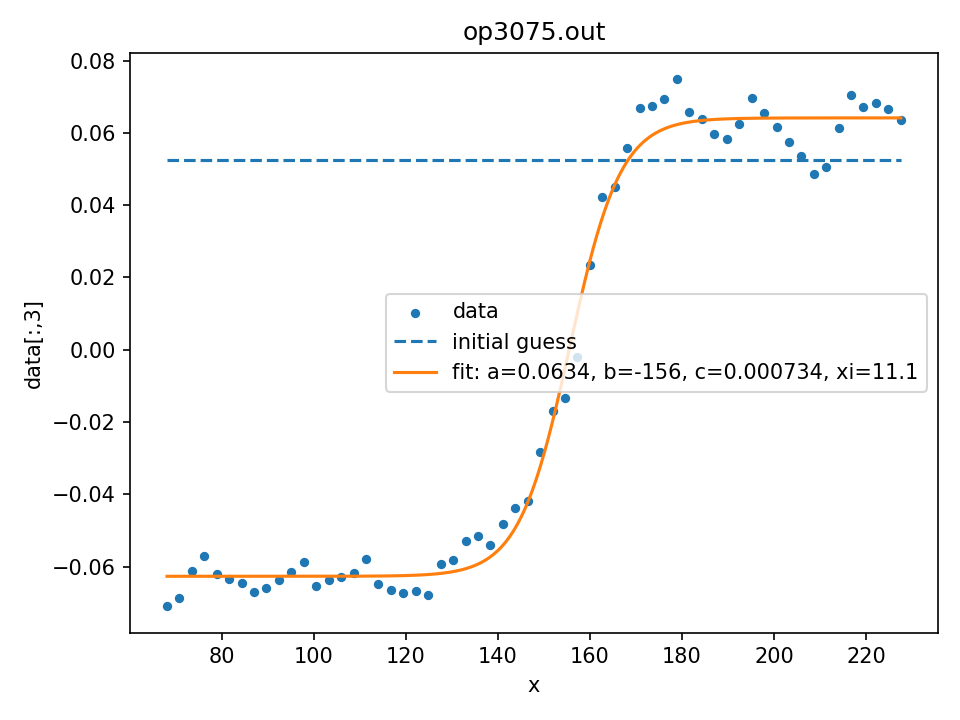 op3075.out
0.08
0.06
0.04
0.02
0.00
−0.02
−0.04
−0.06
data[:,3]
data
initial guess
fit: a=0.0634, b=-156, c=0.000734, xi=11.1
80 100 120 140 160 180 200 220
x